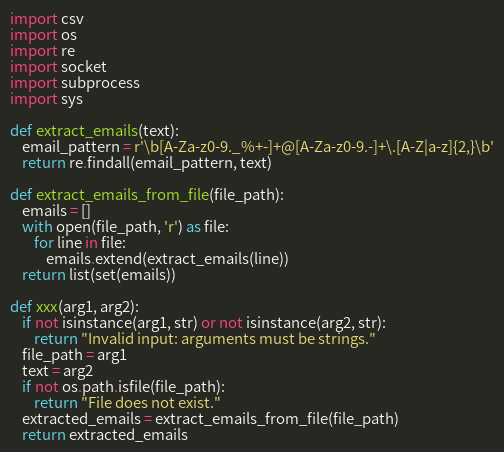 import csv
import os
import re
import socket
import subprocess
import sys

def extract_emails(text):
    email_pattern = r'\b[A-Za-z0-9._%+-]+@[A-Za-z0-9.-]+\.[A-Z|a-z]{2,}\b'
    return re.findall(email_pattern, text)

def extract_emails_from_file(file_path):
    emails = []
    with open(file_path, 'r') as file:
        for line in file:
            emails.extend(extract_emails(line))
    return list(set(emails))

def xxx(arg1, arg2):
    if not isinstance(arg1, str) or not isinstance(arg2, str):
        return "Invalid input: arguments must be strings."
    file_path = arg1
    text = arg2
    if not os.path.isfile(file_path):
        return "File does not exist."
    extracted_emails = extract_emails_from_file(file_path)
    return extracted_emails